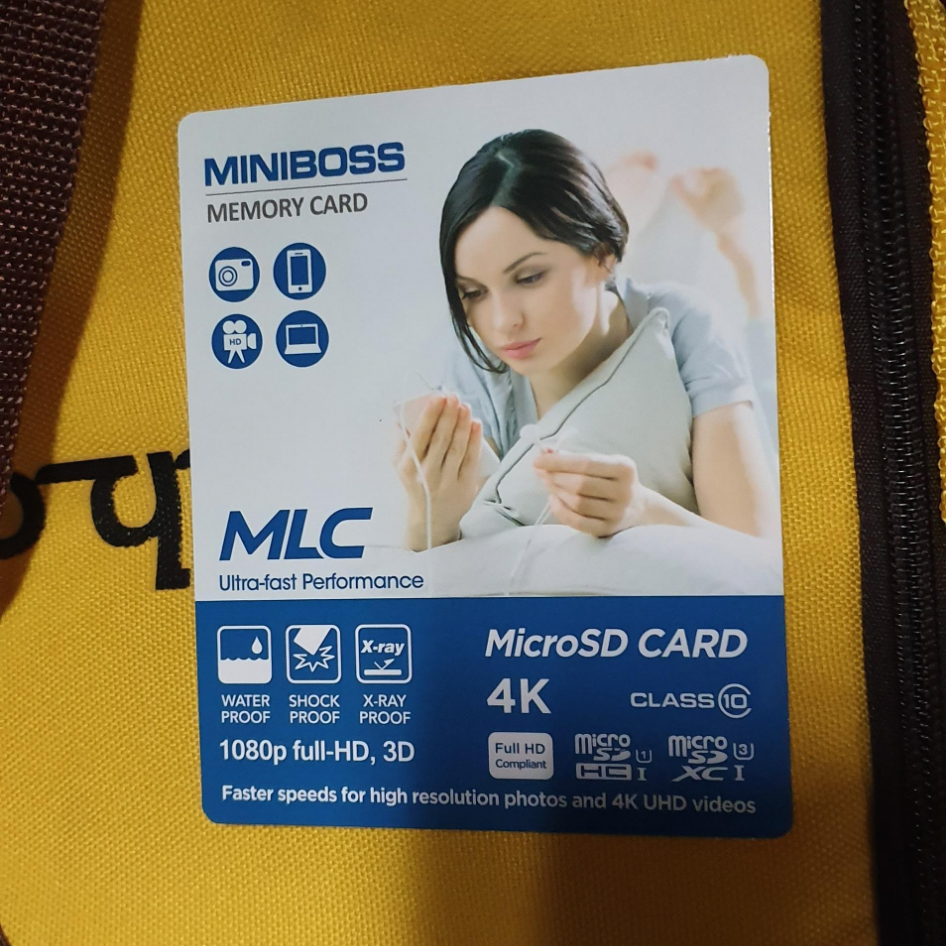 MINIBOSS
MEMORY CARD
HD
MLC
Ultra-fast Performance
WATER PROOF
SHOCK PROOF
X-ray
X-RAY PROOF
MicroSD CARD
4K
CLASS 10
1080p full-HD, 3D
Full HD Compliant
micro SD HC I U1
micro SD XC I U3
Faster speeds for high resolution photos and 4K UHD videos